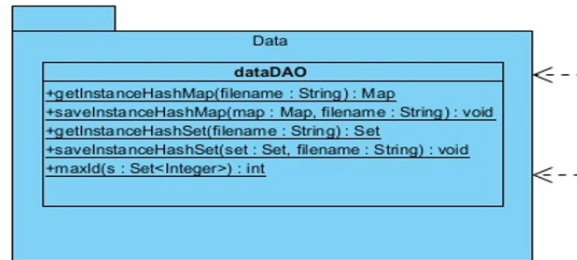 Data
dataDAO
+getInstanceHashMap(filename : String) : Map
+saveInstanceHashMap(map : Map, filename : String) : void
+getInstanceHashSet(filename : String) : Set
+saveInstanceHashSet(set : Set, filename : String) : void
+maxId(s : Set<Integer>) : int